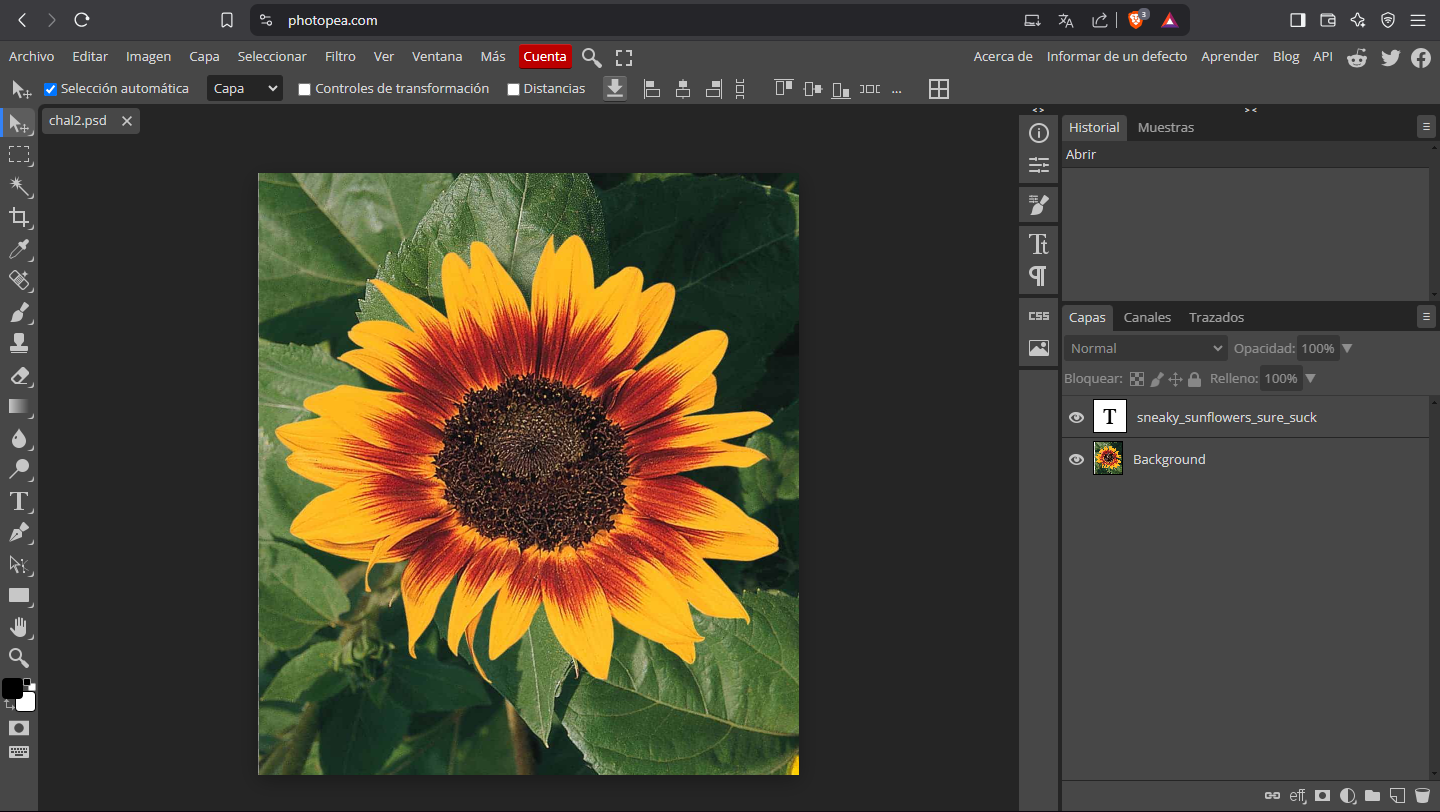 photopea.com
3
Archivo Editar Imagen Capa Seleccionar Filtro Ver Ventana Más Cuenta Acerca de Informar de un defecto Aprender Blog API
Selección automática Capa Controles de transformación Distancias ...
chal2.psd
< > > <
Historial Muestras
Abrir
Tt
CSS
Capas Canales Trazados
Normal Opacidad: 100%
Bloquear: Relleno: 100%
T sneaky_sunflowers_sure_suck
Background
T
eff